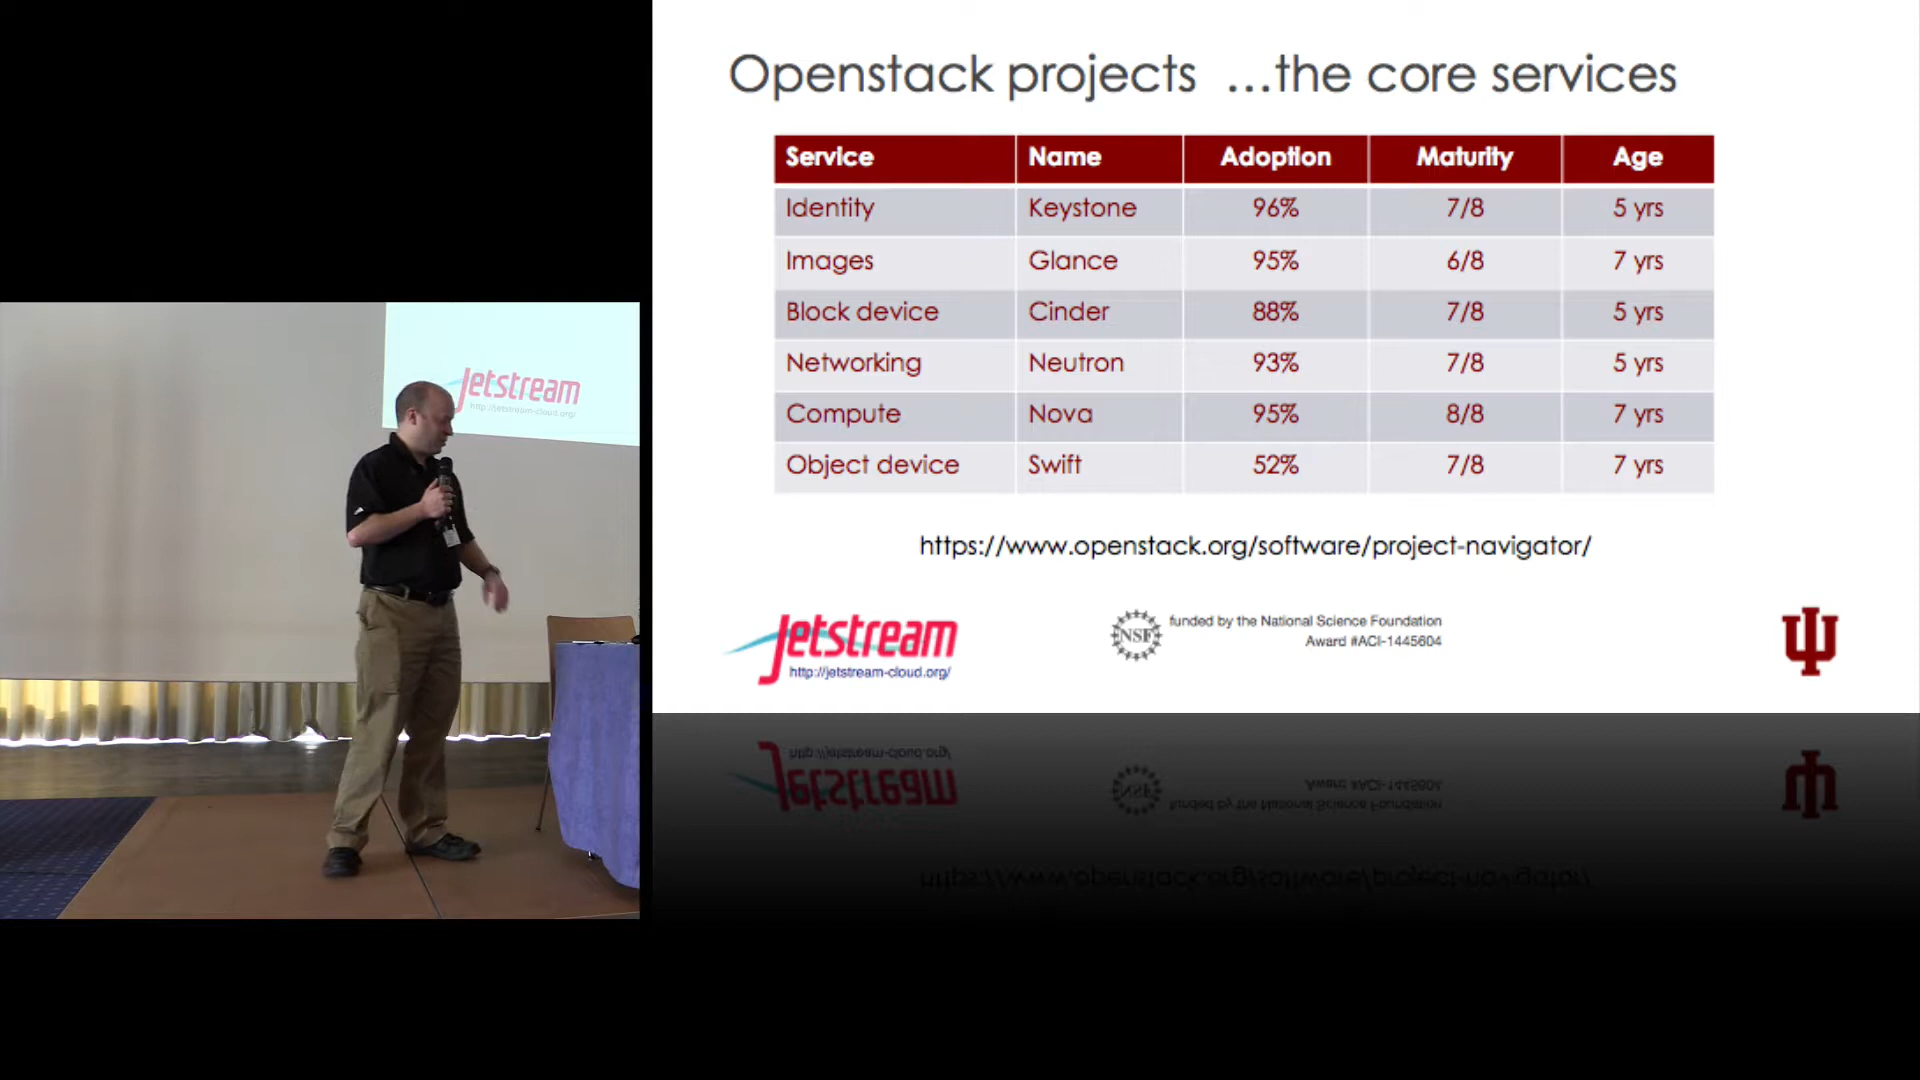 Jetstream
http://jetstream-cloud.org/
Openstack projects ...the core services
Service Name Adoption Maturity Age
Identity Keystone 96% 7/8 5 yrs
Images Glance 95% 6/8 7 yrs
Block device Cinder 88% 7/8 5 yrs
Networking Neutron 93% 7/8 5 yrs
Compute Nova 95% 8/8 7 yrs
Object device Swift 52% 7/8 7 yrs
https://www.openstack.org/software/project-navigator/
Jetstream
http://jetstream-cloud.org/
NSF
funded by the National Science Foundation
Award #ACI-1445604